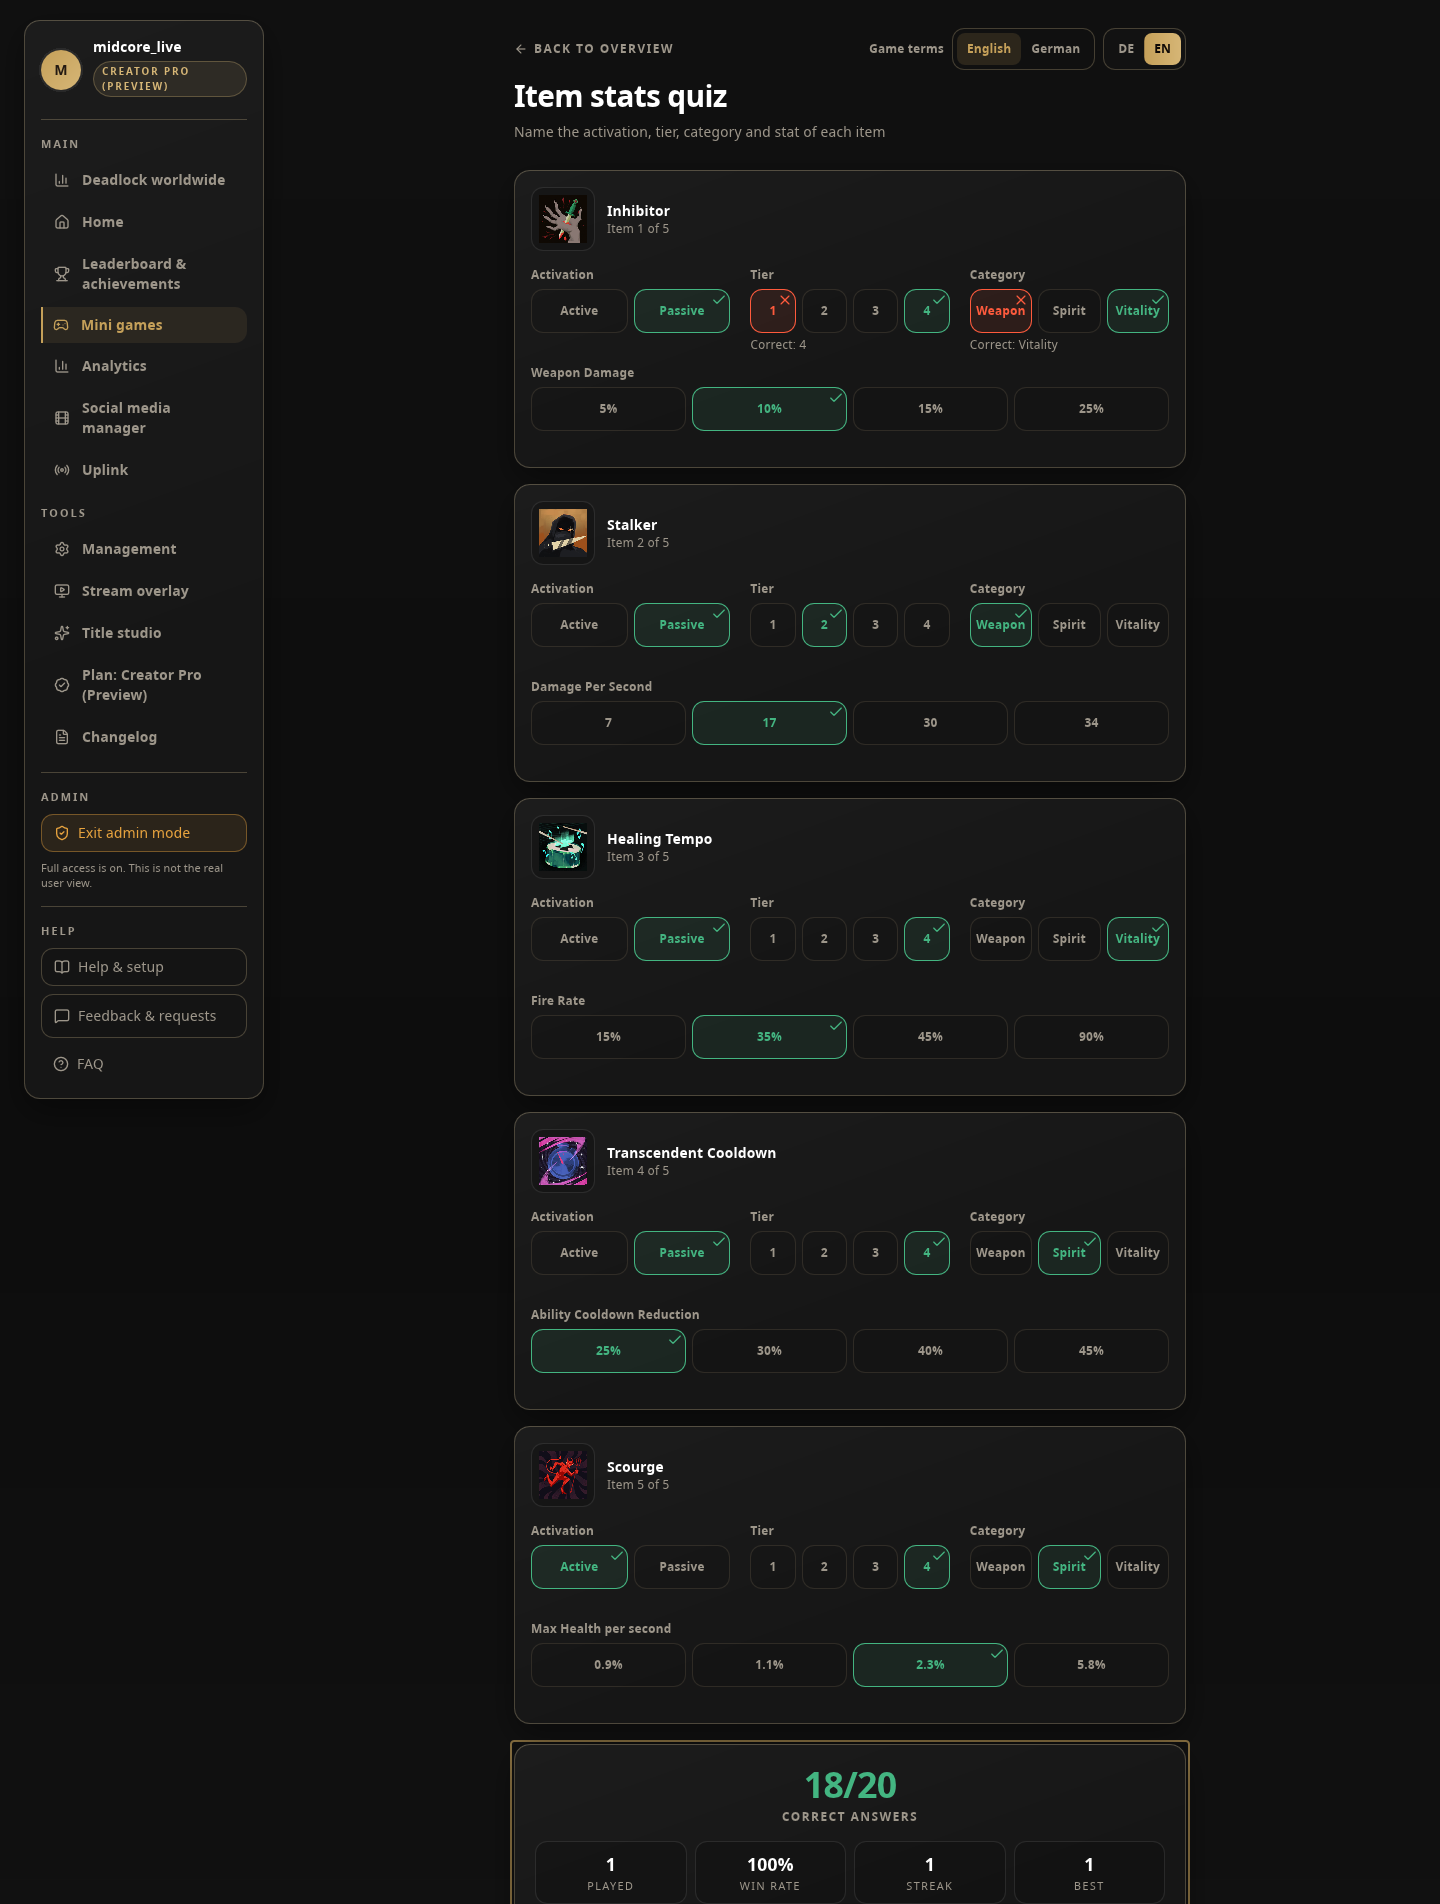 M
midcore_live
CREATOR PRO
(PREVIEW)
MAIN
Deadlock worldwide
Home
Leaderboard &
achievements
Mini games
Analytics
Social media
manager
Uplink
TOOLS
Management
Stream overlay
Title studio
Plan: Creator Pro
(Preview)
Changelog
ADMIN
Exit admin mode
Full access is on. This is not the real
user view.
HELP
Help & setup
Feedback & requests
FAQ
BACK TO OVERVIEW
Game terms English German DE EN
Item stats quiz
Name the activation, tier, category and stat of each item
Inhibitor
Item 1 of 5
Activation Tier Category
Active Passive 1 2 3 4 Weapon Spirit Vitality
Correct: 4 Correct: Vitality
Weapon Damage
5% 10% 15% 25%
Stalker
Item 2 of 5
Activation Tier Category
Active Passive 1 2 3 4 Weapon Spirit Vitality
Damage Per Second
7 17 30 34
Healing Tempo
Item 3 of 5
Activation Tier Category
Active Passive 1 2 3 4 Weapon Spirit Vitality
Fire Rate
15% 35% 45% 90%
Transcendent Cooldown
Item 4 of 5
Activation Tier Category
Active Passive 1 2 3 4 Weapon Spirit Vitality
Ability Cooldown Reduction
25% 30% 40% 45%
Scourge
Item 5 of 5
Activation Tier Category
Active Passive 1 2 3 4 Weapon Spirit Vitality
Max Health per second
0.9% 1.1% 2.3% 5.8%
18/20
CORRECT ANSWERS
1 100% 1 1
PLAYED WIN RATE STREAK BEST